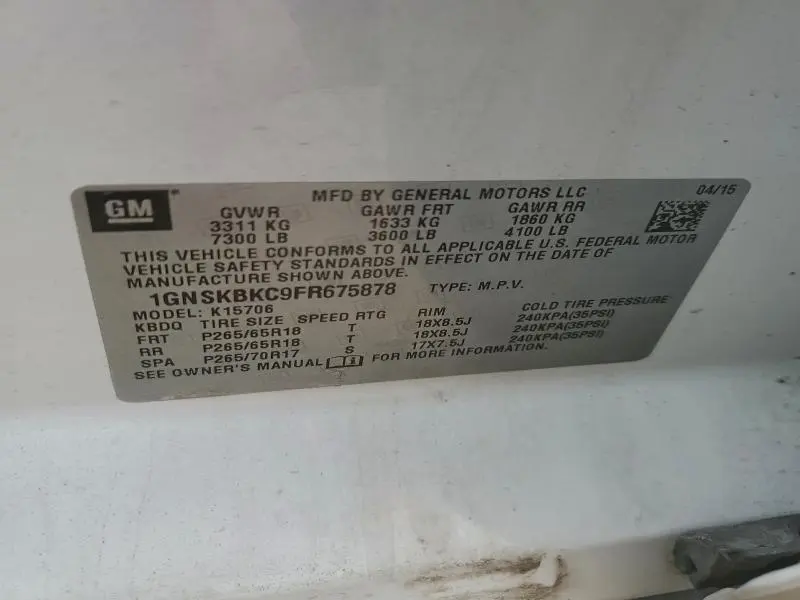 GM MFD BY GENERAL MOTORS LLC 04/15
GVWR GAWR FRT GAWR RR
3311 KG 1633 KG 1860 KG
7300 LB 3600 LB 4100 LB
THIS VEHICLE CONFORMS TO ALL APPLICABLE U.S. FEDERAL MOTOR
VEHICLE SAFETY STANDARDS IN EFFECT ON THE DATE OF
MANUFACTURE SHOWN ABOVE.
1GNSKBKC9FR675878 TYPE: M.P.V.
MODEL: K15706
KBDQ TIRE SIZE SPEED RTG RIM COLD TIRE PRESSURE
FRT P265/65R18 T 18X8.5J 240KPA(35PSI)
RR P265/65R18 T 18X8.5J 240KPA(35PSI)
SPA P265/70R17 S 17X7.5J 240KPA(35PSI)
SEE OWNER'S MANUAL FOR MORE INFORMATION.